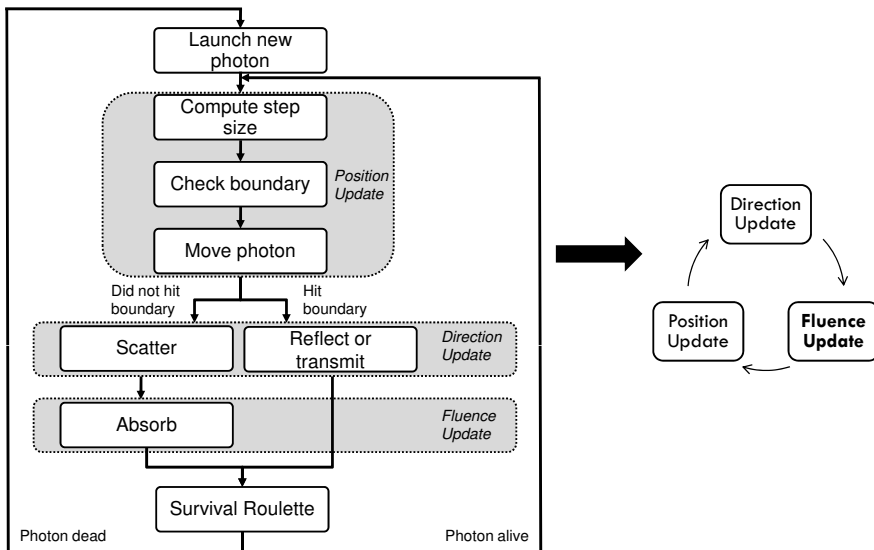 Launch new
photon
Compute step
size
Check boundary
Position
Update
Move photon
Did not hit
boundary
Hit
boundary
Scatter
Reflect or
transmit
Direction
Update
Absorb
Fluence
Update
Survival Roulette
Photon dead
Photon alive
Direction
Update
Position
Update
Fluence
Update